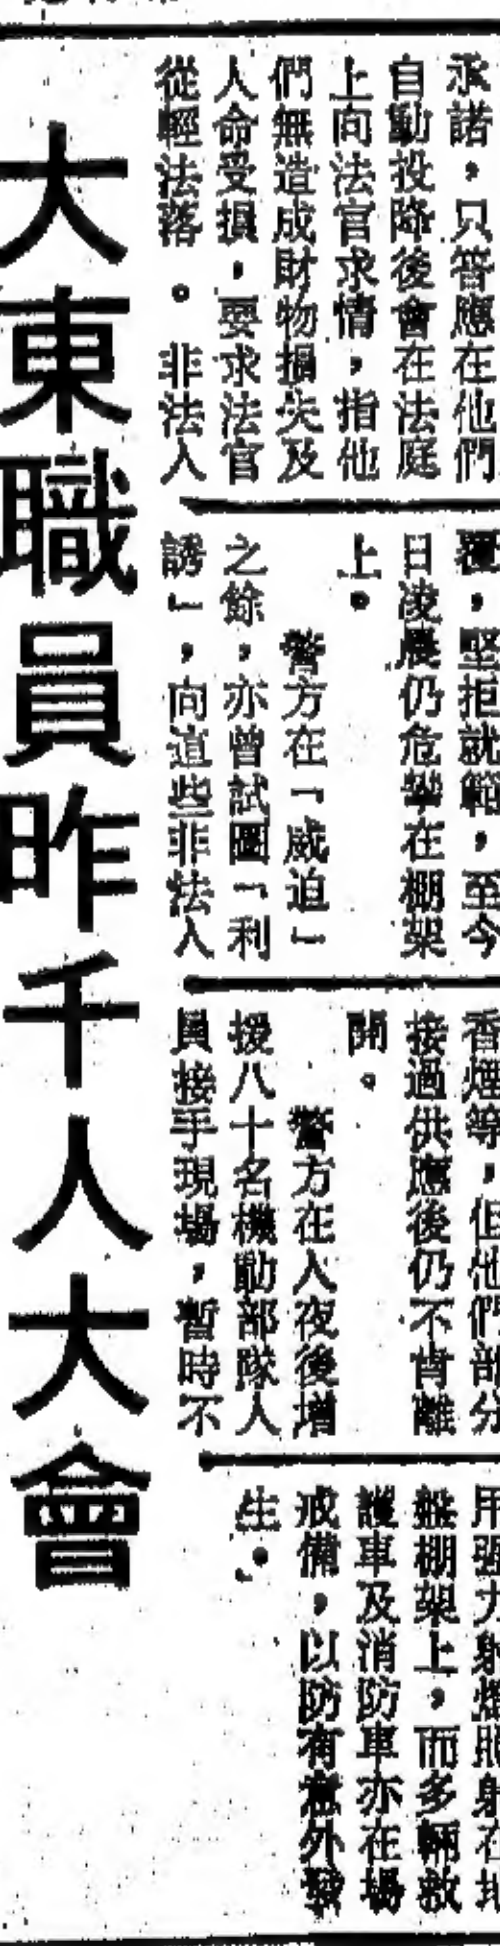 承諾，只答應在他們
自動投降後會在法庭
上向法官求情，指他
們無造成財物損失及
人命受損，要求法官
從輕法落。非法入
覆，堅拒就範，至今
日凌晨仍危攀在棚架
上。
警方在「威迫」
之餘，亦曾試圖「利
誘」，向這些非法入
香煙等，但他們部分
接過供應後仍不肯離
開。
警方在入夜後增
援八十名機動部隊人
員接手現場，暫時不
用強力射燈照射在地
盤棚架上，而多輛救
護車及消防車亦在場
戒備，以防有意外發
生。
大東職員昨千人大會